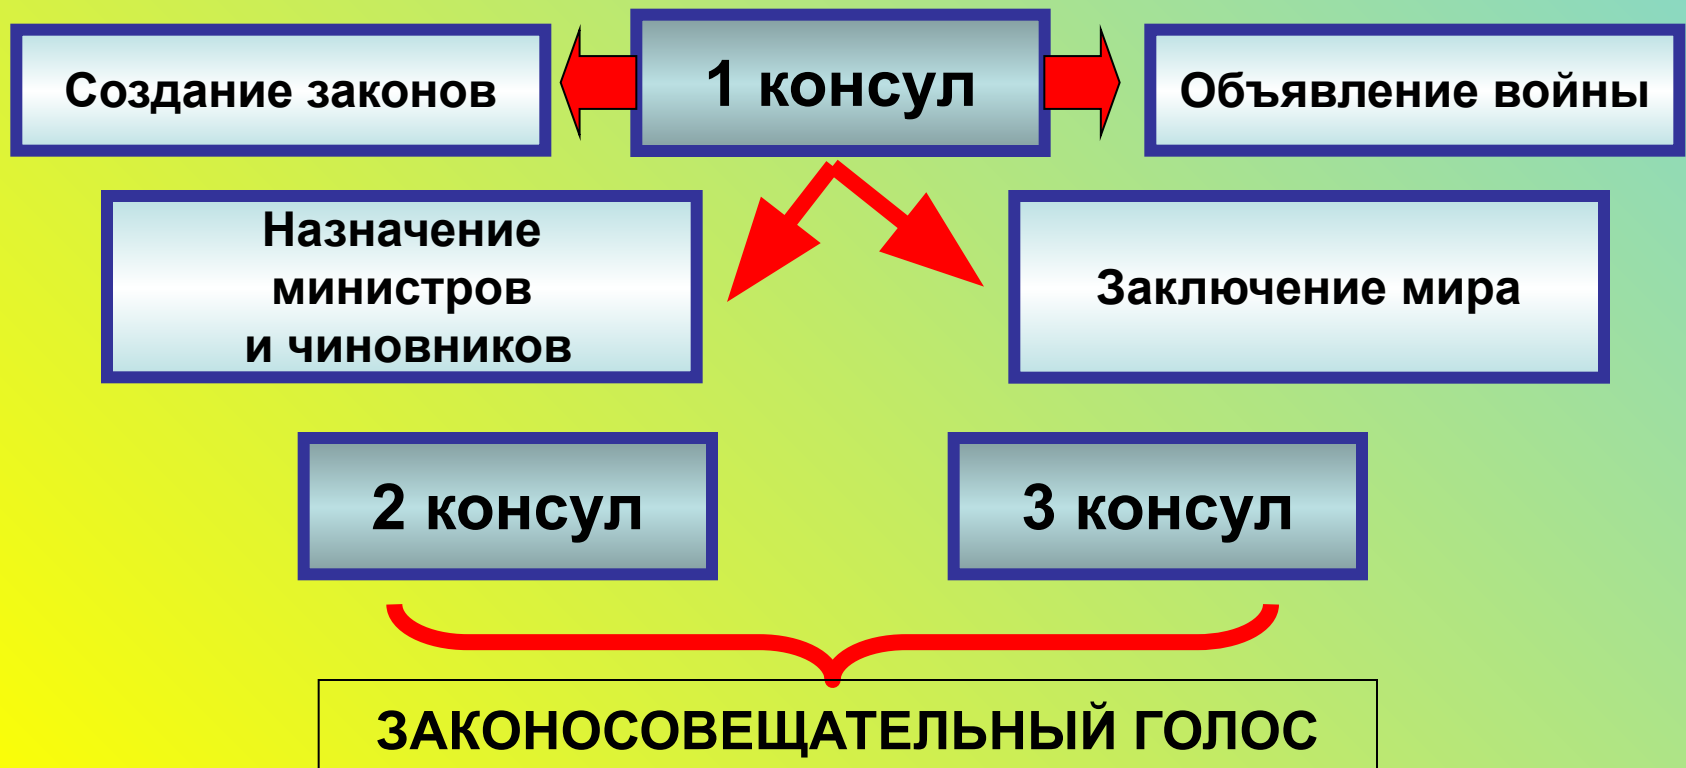 Создание законов
1 консул
Объявление войны
Назначение
министров
и чиновников
Заключение мира
2 консул
3 консул
ЗАКОНОСОВЕЩАТЕЛЬНЫЙ ГОЛОС